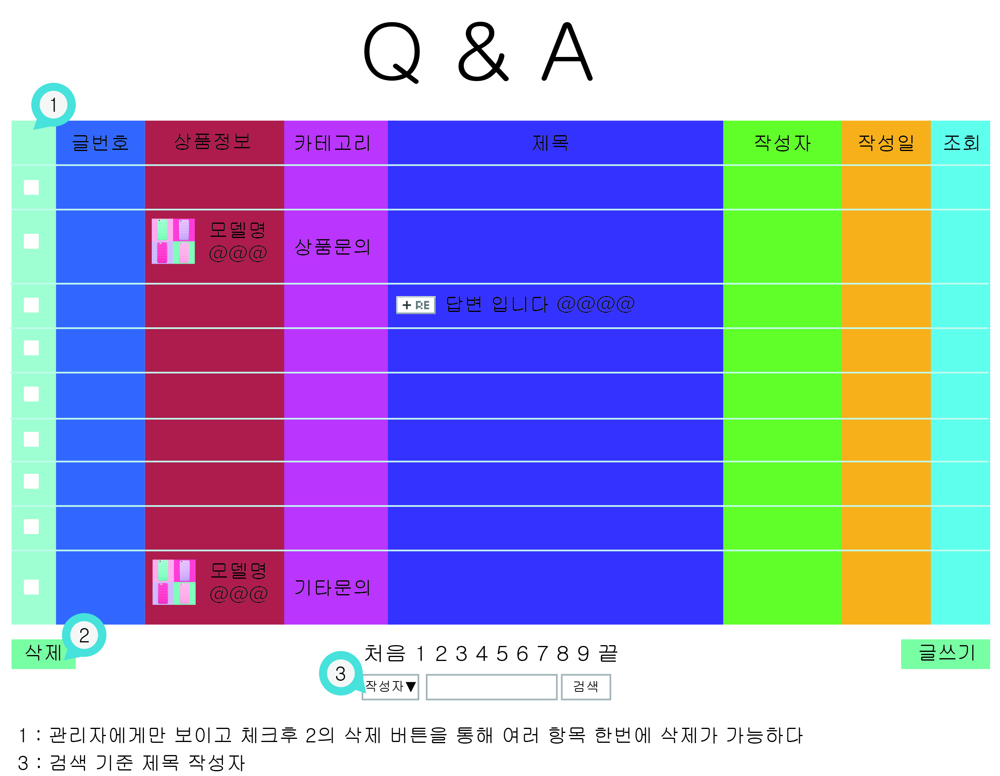 Q & A
1
글번호 상품정보 카테고리 제목 작성자 작성일 조회
모델명
@@@
상품문의
+ RE 답변 입니다 @@@@
모델명
@@@
기타문의
2
삭제
처음 1 2 3 4 5 6 7 8 9 끝
글쓰기
3
작성자▼
검색
1 : 관리자에게만 보이고 체크후 2의 삭제 버튼을 통해 여러 항목 한번에 삭제가 가능하다
3 : 검색 기준 제목 작성자